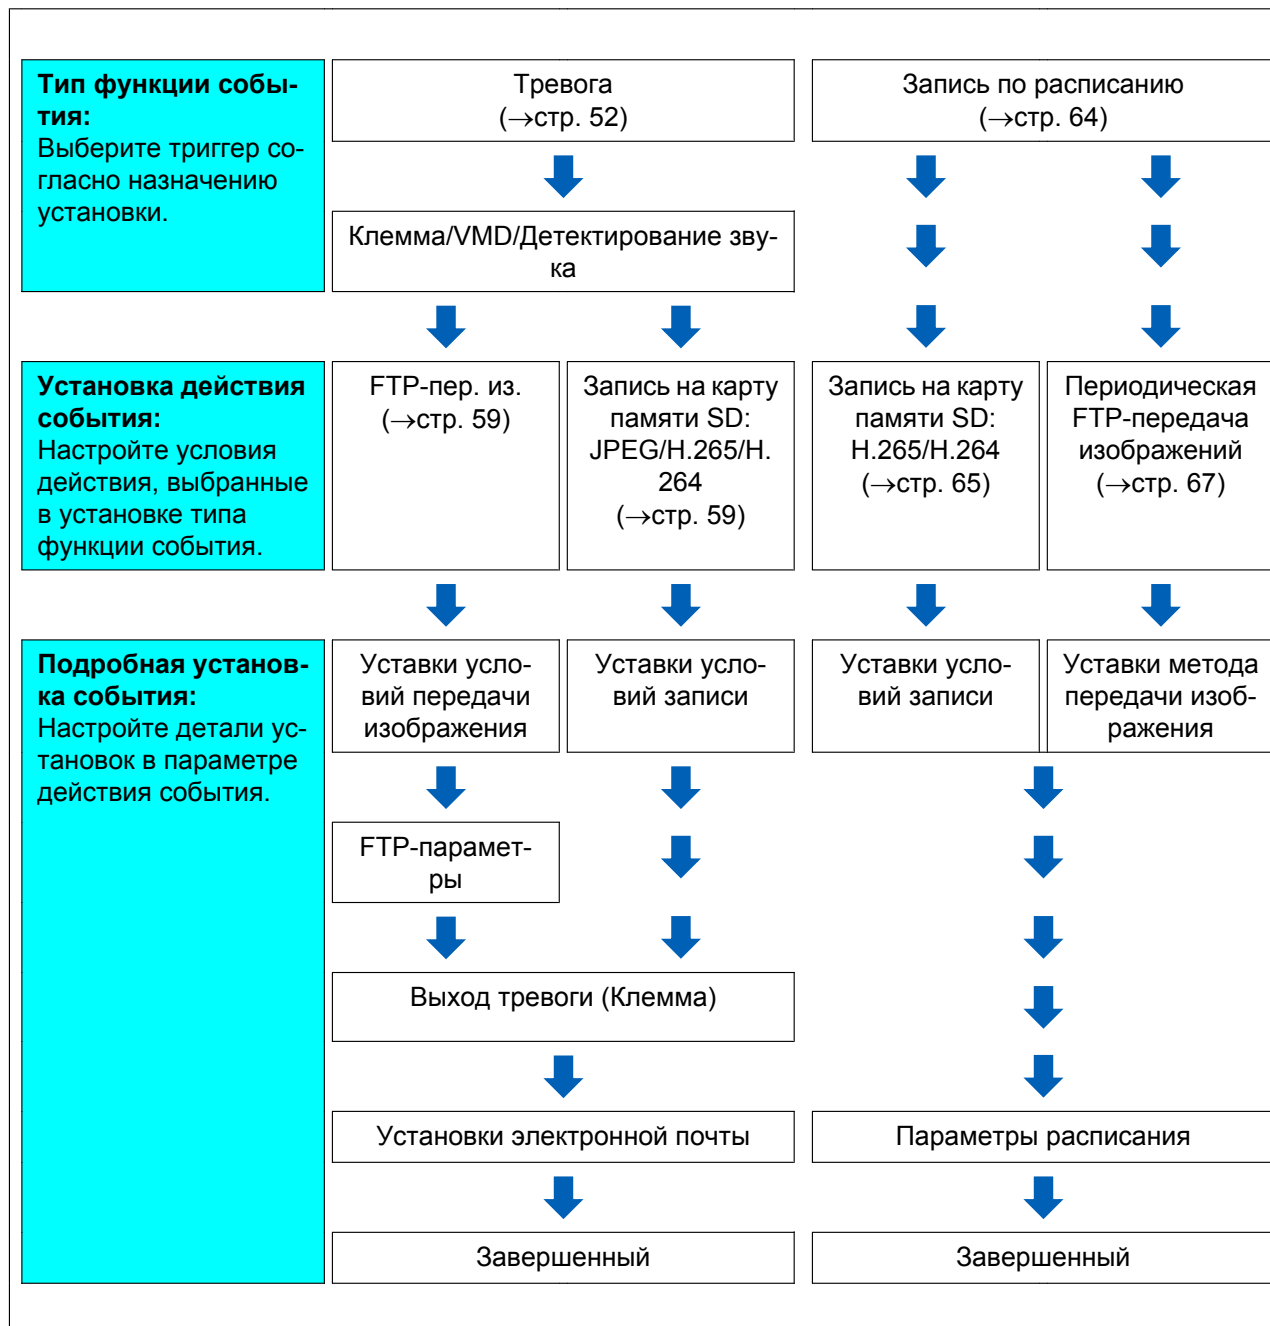 Тип функции собы-
тия:
Выберите триггер со-
гласно назначению
установки.
Тревога
(→стр. 52)
Запись по расписанию
(→стр. 64)
Клемма/VMD/Детектирование зву-
ка
Установка действия
события:
Настройте условия
действия, выбранные
в установке типа
функции события.
FTP-пер. из.
(→стр. 59)
Запись на карту
памяти SD:
JPEG/H.265/H.
264
(→стр. 59)
Запись на карту
памяти SD:
H.265/H.264
(→стр. 65)
Периодическая
FTP-передача
изображений
(→стр. 67)
Подробная установ-
ка события:
Настройте детали ус-
тановок в параметре
действия события.
Уставки усло-
вий передачи
изображения
Уставки усло-
вий записи
Уставки усло-
вий записи
Уставки метода
передачи изоб-
ражения
FTP-парамет-
ры
Выход тревоги (Клемма)
Установки электронной почты
Параметры расписания
Завершенный
Завершенный